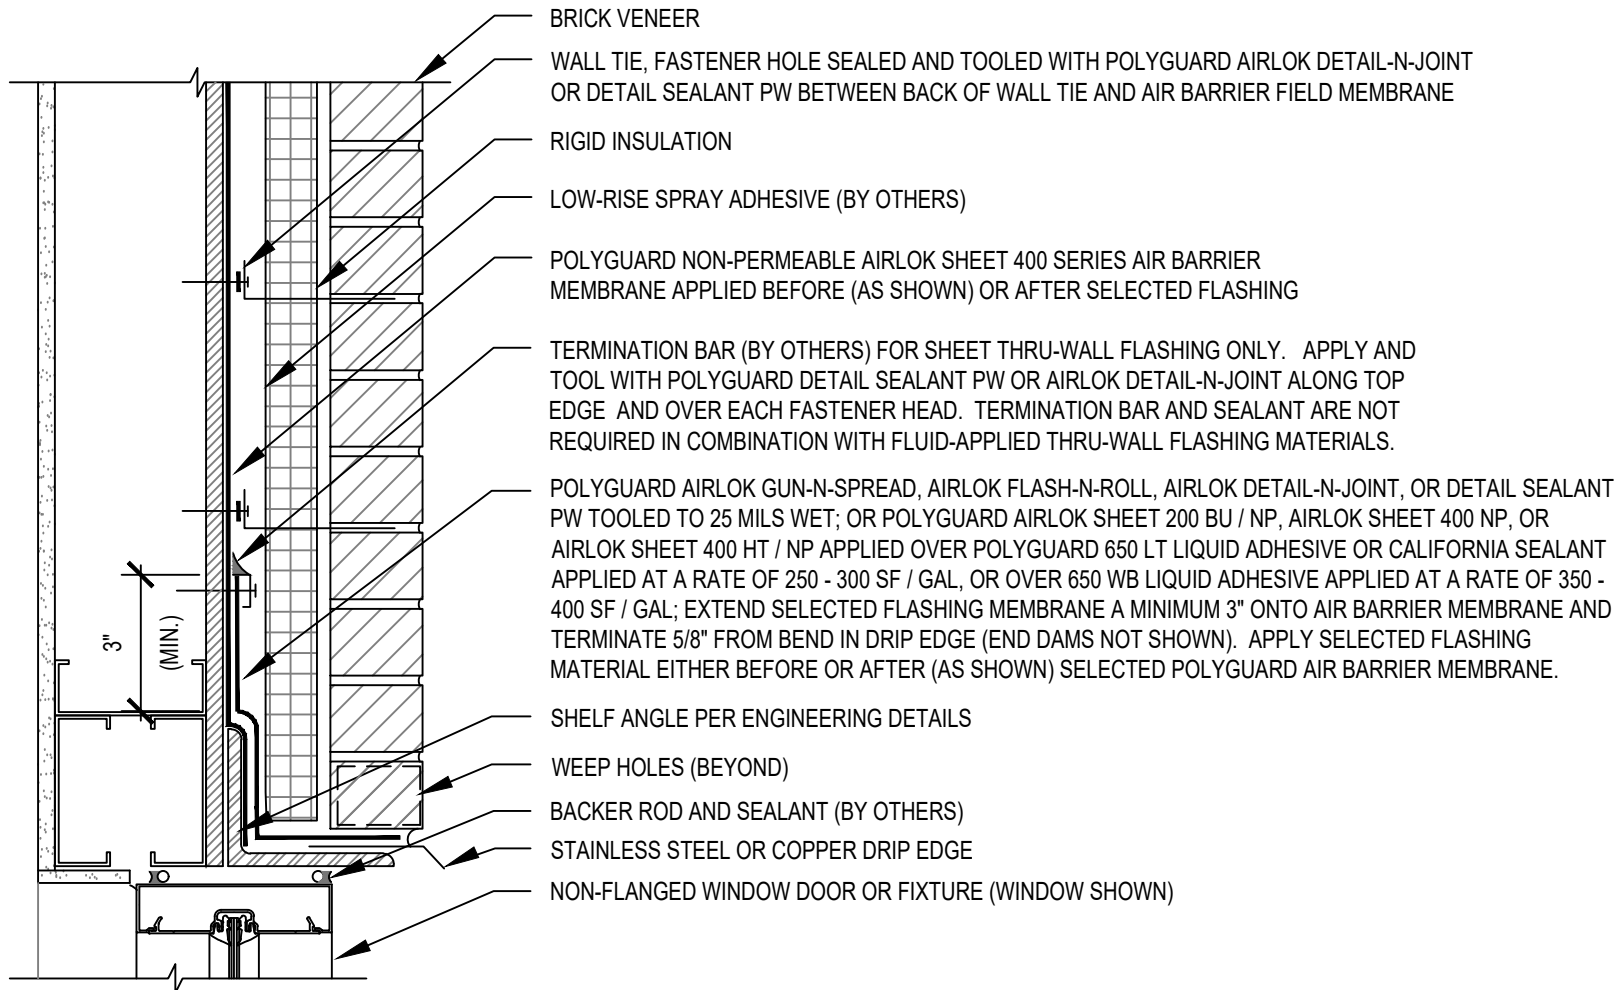 BRICK VENEER
WALL TIE, FASTENER HOLE SEALED AND TOOLED WITH POLYGUARD AIRLOK DETAIL-N-JOINT
OR DETAIL SEALANT PW BETWEEN BACK OF WALL TIE AND AIR BARRIER FIELD MEMBRANE
RIGID INSULATION
LOW-RISE SPRAY ADHESIVE (BY OTHERS)
POLYGUARD NON-PERMEABLE AIRLOK SHEET 400 SERIES AIR BARRIER
MEMBRANE APPLIED BEFORE (AS SHOWN) OR AFTER SELECTED FLASHING
TERMINATION BAR (BY OTHERS) FOR SHEET THRU-WALL FLASHING ONLY. APPLY AND
TOOL WITH POLYGUARD DETAIL SEALANT PW OR AIRLOK DETAIL-N-JOINT ALONG TOP
EDGE AND OVER EACH FASTENER HEAD. TERMINATION BAR AND SEALANT ARE NOT
REQUIRED IN COMBINATION WITH FLUID-APPLIED THRU-WALL FLASHING MATERIALS.
POLYGUARD AIRLOK GUN-N-SPREAD, AIRLOK FLASH-N-ROLL, AIRLOK DETAIL-N-JOINT, OR DETAIL SEALANT
PW TOOLED TO 25 MILS WET; OR POLYGUARD AIRLOK SHEET 200 BU / NP, AIRLOK SHEET 400 NP, OR
AIRLOK SHEET 400 HT / NP APPLIED OVER POLYGUARD 650 LT LIQUID ADHESIVE OR CALIFORNIA SEALANT
APPLIED AT A RATE OF 250 - 300 SF / GAL, OR OVER 650 WB LIQUID ADHESIVE APPLIED AT A RATE OF 350 -
400 SF / GAL; EXTEND SELECTED FLASHING MEMBRANE A MINIMUM 3" ONTO AIR BARRIER MEMBRANE AND
TERMINATE 5/8" FROM BEND IN DRIP EDGE (END DAMS NOT SHOWN). APPLY SELECTED FLASHING
MATERIAL EITHER BEFORE OR AFTER (AS SHOWN) SELECTED POLYGUARD AIR BARRIER MEMBRANE.
3"
(MIN.)
SHELF ANGLE PER ENGINEERING DETAILS
WEEP HOLES (BEYOND)
BACKER ROD AND SEALANT (BY OTHERS)
STAINLESS STEEL OR COPPER DRIP EDGE
NON-FLANGED WINDOW DOOR OR FIXTURE (WINDOW SHOWN)